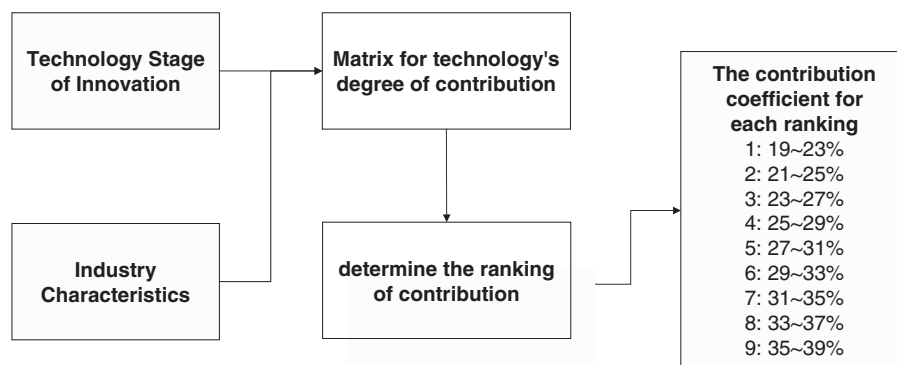 Technology Stage
of Innovation
Matrix for technology's
degree of contribution
Industry
Characteristics
determine the ranking
of contribution
The contribution
coefficient for
each ranking
1: 19~23%
2: 21~25%
3: 23~27%
4: 25~29%
5: 27~31%
6: 29~33%
7: 31~35%
8: 33~37%
9: 35~39%